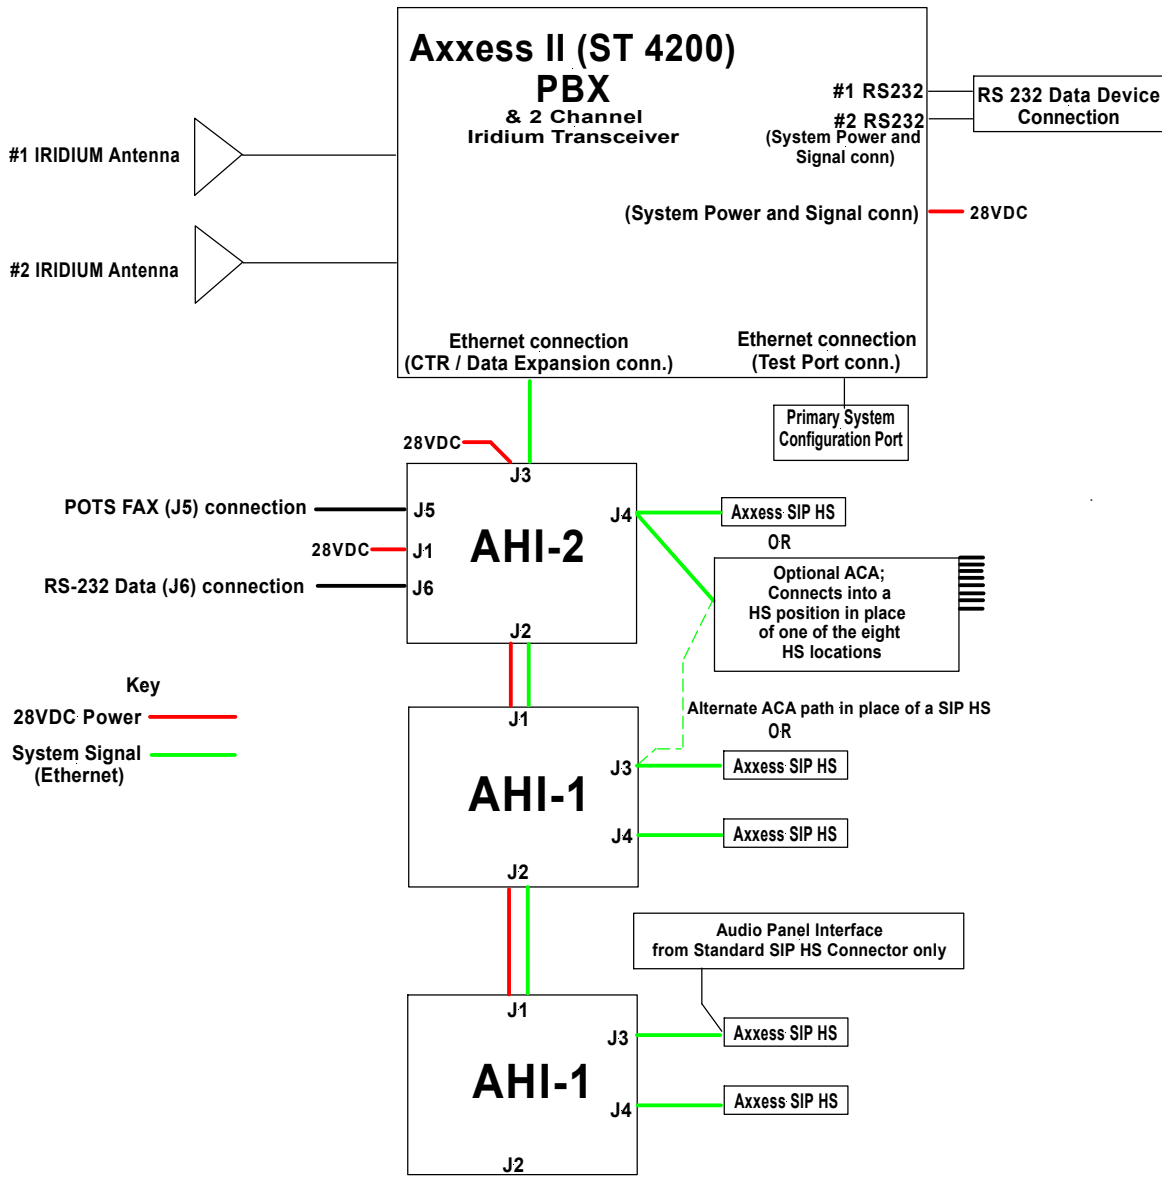 Axxess II (ST 4200)
PBX
& 2 Channel
Iridium Transceiver
#1 RS232
#2 RS232
(System Power and
Signal conn)
RS 232 Data Device
Connection
#1 IRIDIUM Antenna
(System Power and Signal conn)
28VDC
#2 IRIDIUM Antenna
Ethernet connection
(CTR / Data Expansion conn.)
Ethernet connection
(Test Port conn.)
Primary System
Configuration Port
28VDC
J3
POTS FAX (J5) connection
J5
J4
Axxess SIP HS
OR
AHI-2
28VDC
J1
RS-232 Data (J6) connection
J6
J2
Optional ACA;
Connects into a
HS position in place
of one of the eight
HS locations
Key
28VDC Power
System Signal
(Ethernet)
Alternate ACA path in place of a SIP HS
OR
J1
J3
Axxess SIP HS
AHI-1
J4
Axxess SIP HS
J2
Audio Panel Interface
from Standard SIP HS Connector only
J1
J3
Axxess SIP HS
AHI-1
J4
Axxess SIP HS
J2